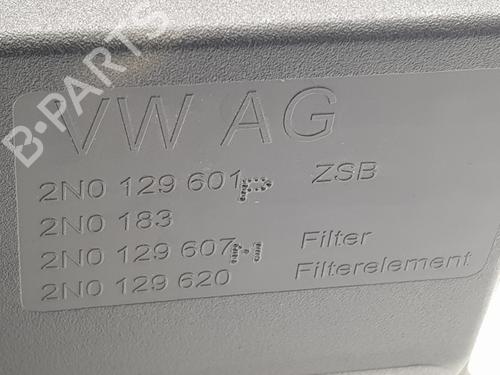 VW AG
2N0 129 601 ZSB
2N0 183
2N0 129 607 Filter
2N0 129 620 Filterelement
B-PARTS